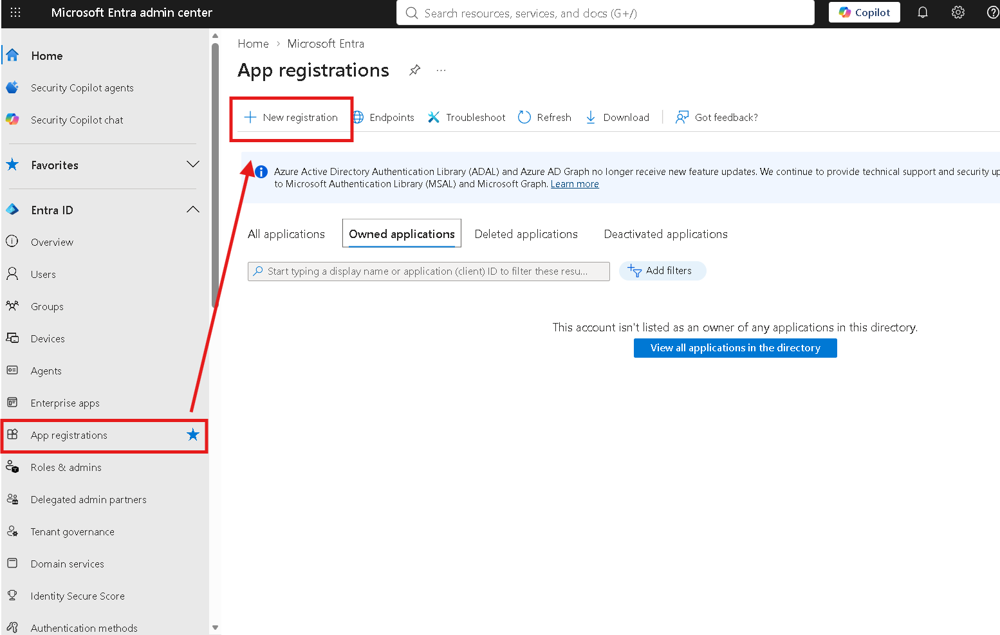 Microsoft Entra admin center
Search resources, services, and docs (G+/)
Copilot
Home
Security Copilot agents
Security Copilot chat
Favorites
Entra ID
Overview
Users
Groups
Devices
Agents
Enterprise apps
App registrations
Roles & admins
Delegated admin partners
Tenant governance
Domain services
Identity Secure Score
Authentication methods
Home › Microsoft Entra
App registrations
New registration
Endpoints
Troubleshoot
Refresh
Download
Got feedback?
Azure Active Directory Authentication Library (ADAL) and Azure AD Graph no longer receive new feature updates. We continue to provide technical support and security up
to Microsoft Authentication Library (MSAL) and Microsoft Graph. Learn more
All applications
Owned applications
Deleted applications
Deactivated applications
Start typing a display name or application (client) ID to filter these resu...
Add filters
This account isn't listed as an owner of any applications in this directory.
View all applications in the directory